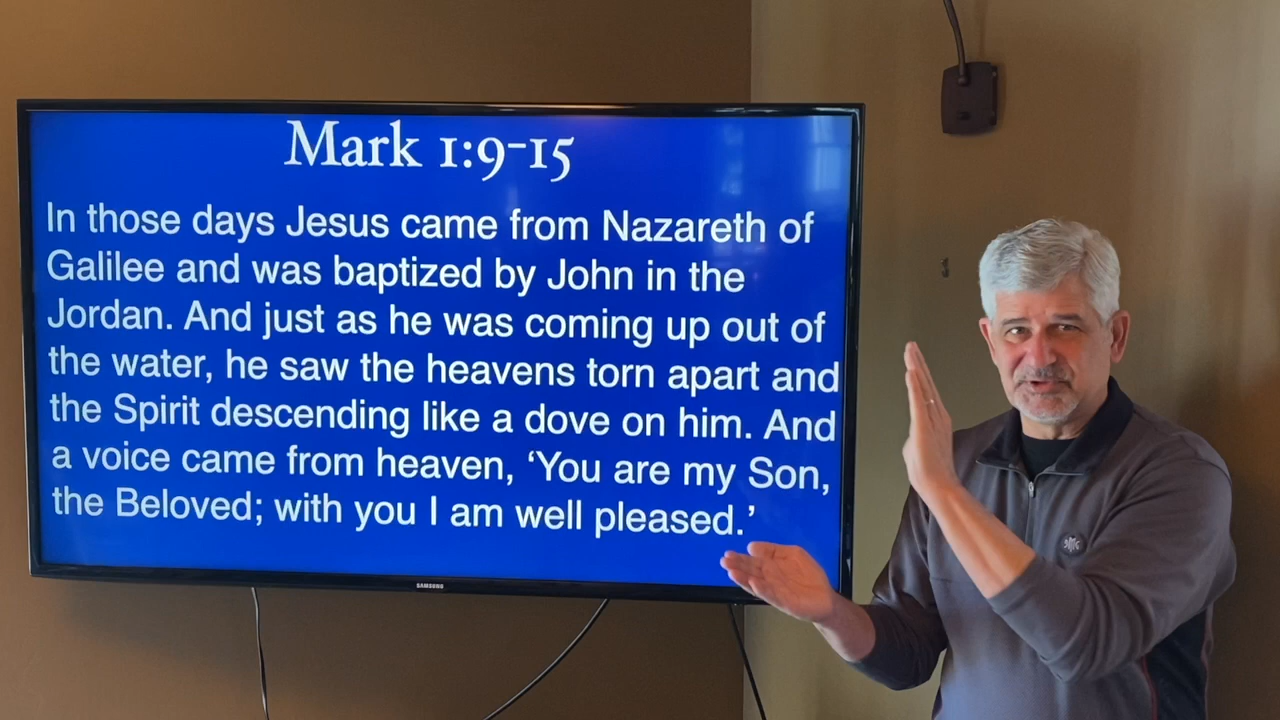 Mark 1:9-15
In those days Jesus came from Nazareth of
Galilee and was baptized by John in the
Jordan. And just as he was coming up out of
the water, he saw the heavens torn apart and
the Spirit descending like a dove on him. And
a voice came from heaven, ‘You are my Son,
the Beloved; with you I am well pleased.’
SAMSUNG